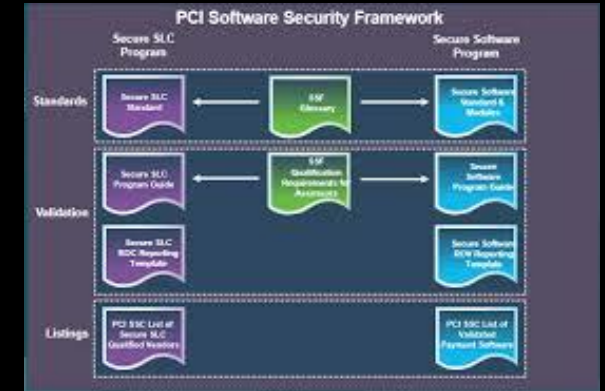 PCI Software Security Framework
Secure SLC
Program
Secure Software
Program
Standards
Secure SLC
Standard
SSF
Glossary
Secure Software
Standard &
Modules
Validation
Secure SLC
Program Guide
SSF
Qualification
Requirements for
Assessors
Secure
Software
Program Guide
Secure SLC
ROC Reporting
Template
Secure Software
ROV Reporting
Template
Listings
PCI SSC List of
Secure SLC
Qualified Vendors
PCI SSC List of
Validated
Payment Software